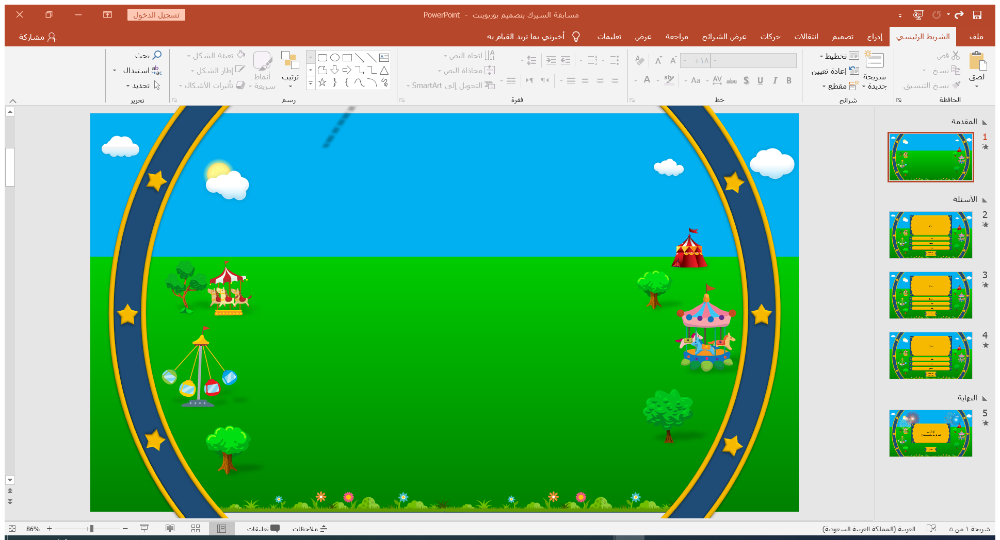 مسابقة السيرك بتصميم بوربوينت - PowerPoint
تسجيل الدخول
ملف
الشريط الرئيسي
إدراج
تصميم
انتقالات
حركات
عرض الشرائح
مراجعة
عرض
تعليمات
أخبرني بما تريد القيام به
مشاركة
لصق
قص
نسخ
نسخ التنسيق
الحافظة
شريحة جديدة
تخطيط
إعادة تعيين
مقطع
شرائح
١٨+
B I U S abc AV Aa A
خط
اتجاه النص
محاذاة النص
التحويل إلى SmartArt
فقرة
ترتيب
أنماط سريعة
تعبئة الشكل
إطار الشكل
تأثيرات الأشكال
رسم
بحث
استبدال
تحديد
تحرير
المقدمة
1
الأسئلة
2
3
4
النهاية
5
شريحة ١ من ٥
العربية (المملكة العربية السعودية)
ملاحظات
تعليقات
86%